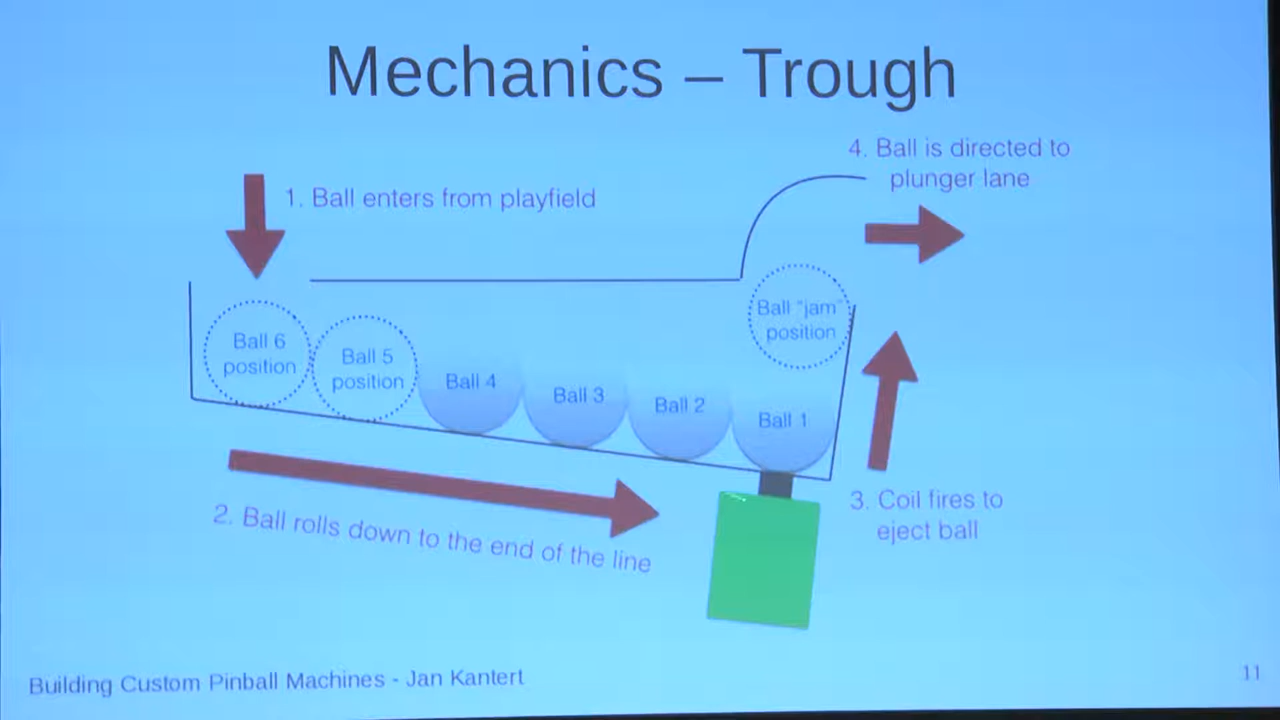 Mechanics – Trough
4. Ball is directed to
plunger lane
1. Ball enters from playfield
Ball "jam"
position
Ball 6
position
Ball 5
position
Ball 4
Ball 3
Ball 2
Ball 1
3. Coil fires to
eject ball
2. Ball rolls down to the end of the line
Building Custom Pinball Machines - Jan Kantert
11